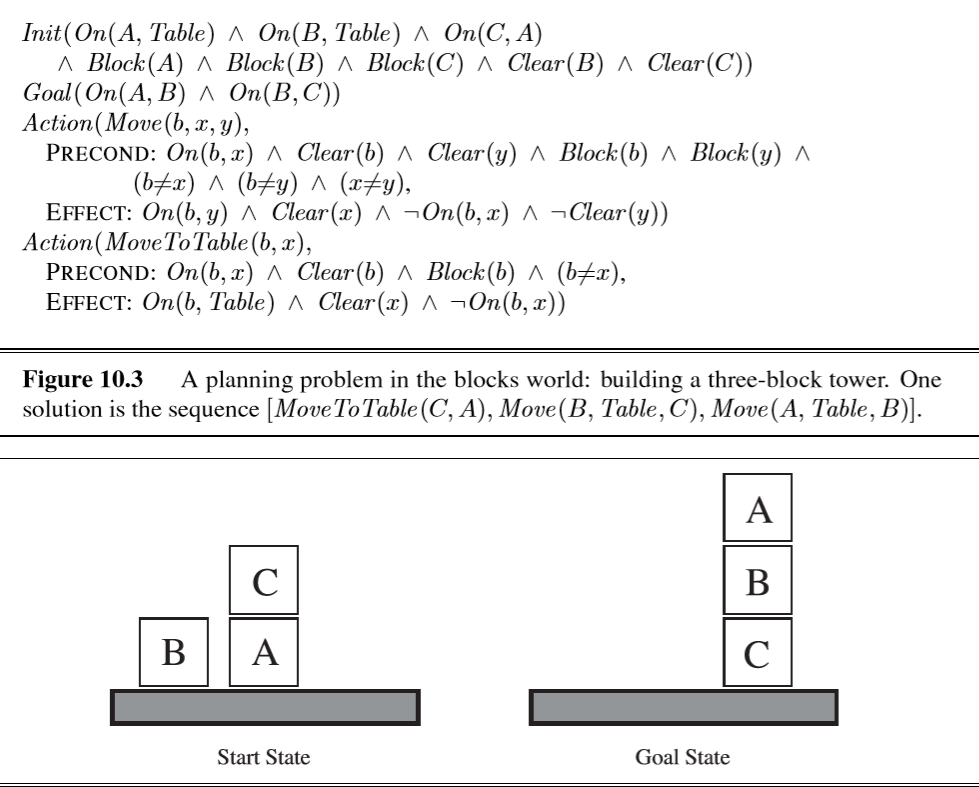 Init(On(A, Table) ∧ On(B, Table) ∧ On(C, A)
∧ Block(A) ∧ Block(B) ∧ Block(C) ∧ Clear(B) ∧ Clear(C))
Goal(On(A, B) ∧ On(B, C))
Action(Move(b, x, y),
PRECOND: On(b, x) ∧ Clear(b) ∧ Clear(y) ∧ Block(b) ∧ Block(y) ∧
(b≠x) ∧ (b≠y) ∧ (x≠y),
EFFECT: On(b, y) ∧ Clear(x) ∧ ¬On(b, x) ∧ ¬Clear(y))
Action(MoveToTable(b, x),
PRECOND: On(b, x) ∧ Clear(b) ∧ Block(b) ∧ (b≠x),
EFFECT: On(b, Table) ∧ Clear(x) ∧ ¬On(b, x))
Figure 10.3 A planning problem in the blocks world: building a three-block tower. One
solution is the sequence [MoveToTable(C, A), Move(B, Table, C), Move(A, Table, B)].
C
B A
Start State
A
B
C
Goal State